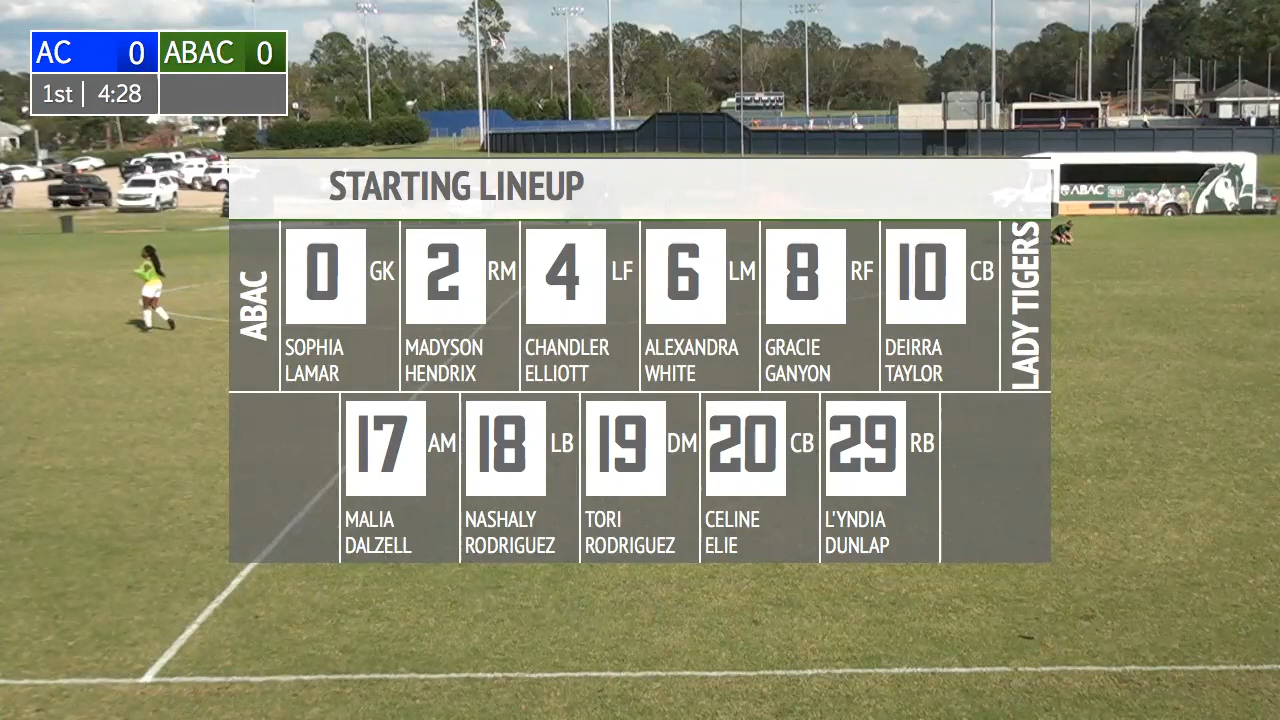 AC 0 ABAC 0
1st | 4:28
STARTING LINEUP
ABAC
ABAC
LADY TIGERS
0 GK
2 RM
4 LF
6 LM
8 RF
10 CB
SOPHIA LAMAR
MADYSON HENDRIX
CHANDLER ELLIOTT
ALEXANDRA WHITE
GRACIE GANYON
DEIRRA TAYLOR
17 AM
18 LB
19 DM
20 CB
29 RB
MALIA DALZELL
NASHALY RODRIGUEZ
TORI RODRIGUEZ
CELINE ELIE
L'YNDIA DUNLAP